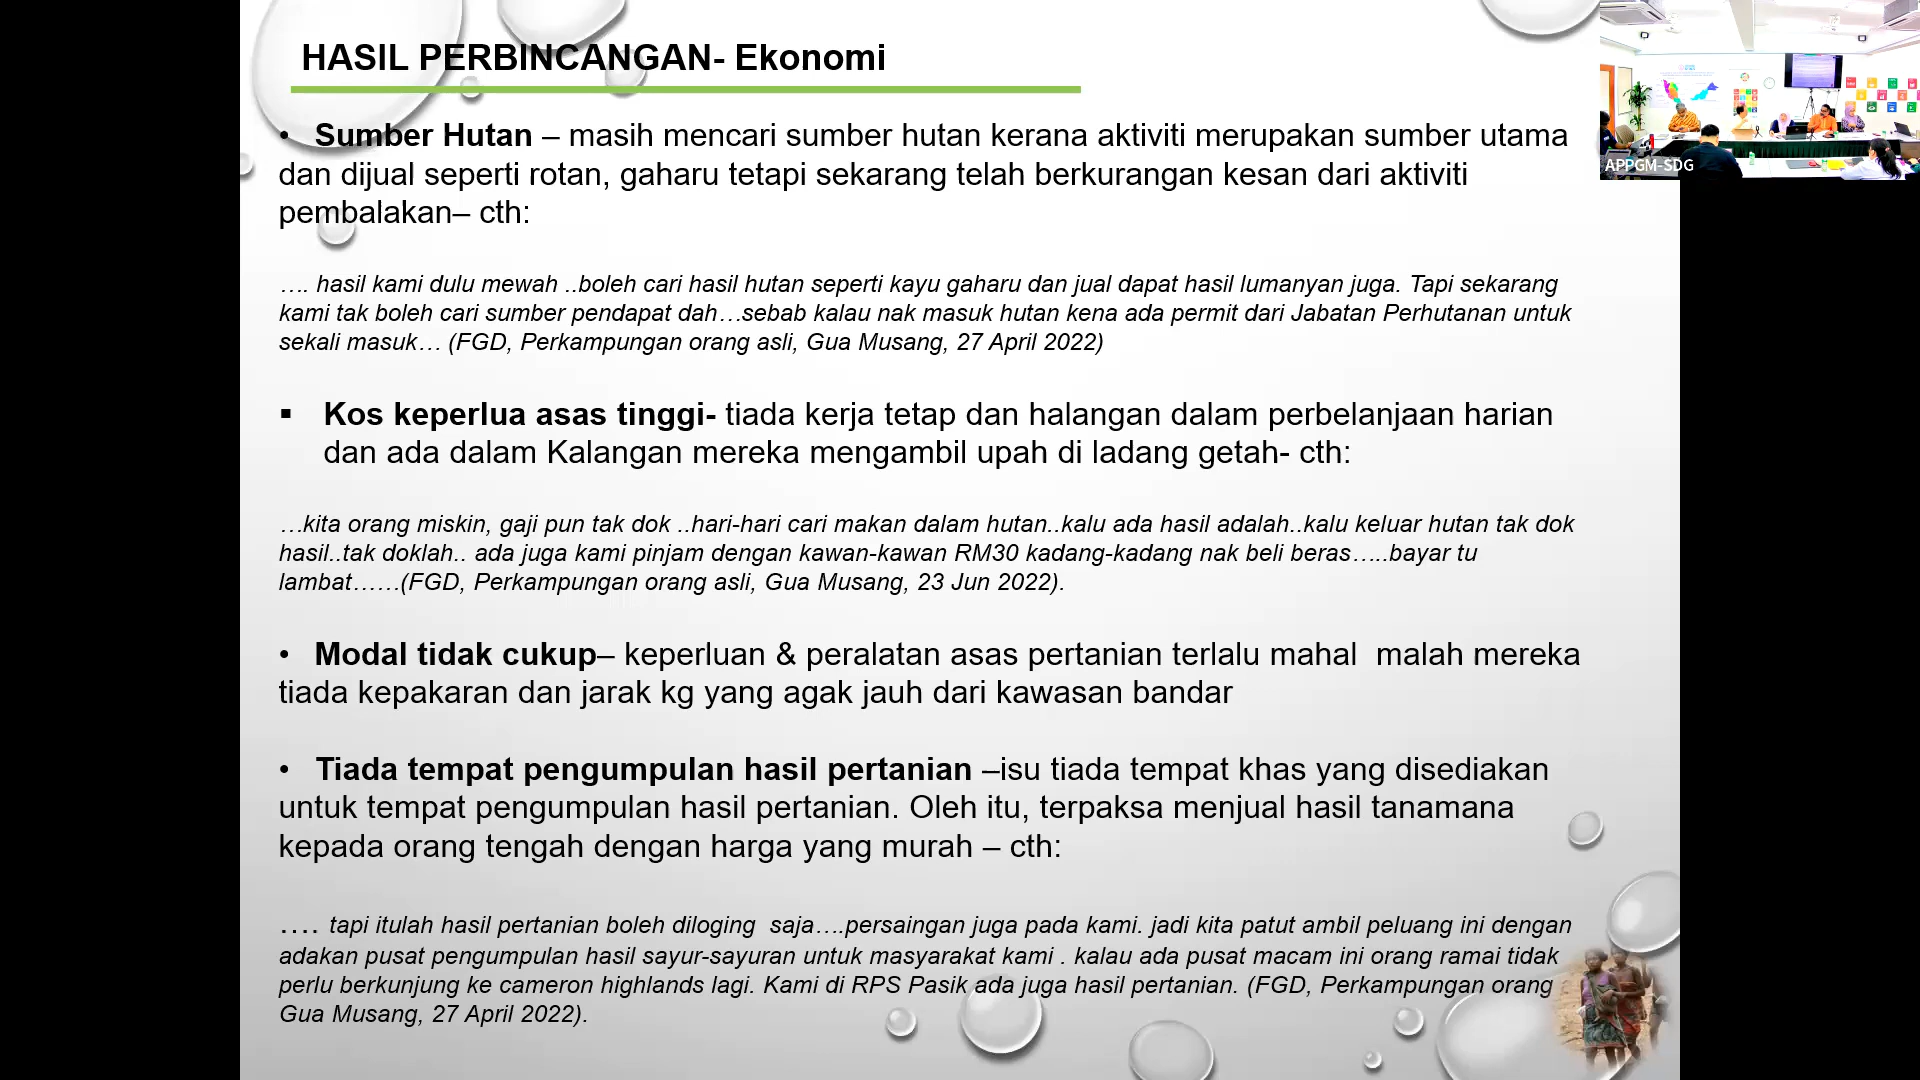 HASIL PERBINCANGAN- Ekonomi
• Sumber Hutan – masih mencari sumber hutan kerana aktiviti merupakan sumber utama
dan dijual seperti rotan, gaharu tetapi sekarang telah berkurangan kesan dari aktiviti
pembalakan– cth:
…. hasil kami dulu mewah ..boleh cari hasil hutan seperti kayu gaharu dan jual dapat hasil lumanyan juga. Tapi sekarang
kami tak boleh cari sumber pendapat dah…sebab kalau nak masuk hutan kena ada permit dari Jabatan Perhutanan untuk
sekali masuk… (FGD, Perkampungan orang asli, Gua Musang, 27 April 2022)
▪ Kos keperlua asas tinggi- tiada kerja tetap dan halangan dalam perbelanjaan harian
dan ada dalam Kalangan mereka mengambil upah di ladang getah- cth:
…kita orang miskin, gaji pun tak dok ..hari-hari cari makan dalam hutan..kalu ada hasil adalah..kalu keluar hutan tak dok
hasil..tak doklah.. ada juga kami pinjam dengan kawan-kawan RM30 kadang-kadang nak beli beras…..bayar tu
lambat……(FGD, Perkampungan orang asli, Gua Musang, 23 Jun 2022).
• Modal tidak cukup– keperluan & peralatan asas pertanian terlalu mahal  malah mereka
tiada kepakaran dan jarak kg yang agak jauh dari kawasan bandar
• Tiada tempat pengumpulan hasil pertanian –isu tiada tempat khas yang disediakan
untuk tempat pengumpulan hasil pertanian. Oleh itu, terpaksa menjual hasil tanamana
kepada orang tengah dengan harga yang murah – cth:
…. tapi itulah hasil pertanian boleh diloging  saja….persaingan juga pada kami. jadi kita patut ambil peluang ini dengan
adakan pusat pengumpulan hasil sayur-sayuran untuk masyarakat kami . kalau ada pusat macam ini orang ramai tidak
perlu berkunjung ke cameron highlands lagi. Kami di RPS Pasik ada juga hasil pertanian. (FGD, Perkampungan orang
Gua Musang, 27 April 2022).
APPGM-SDG